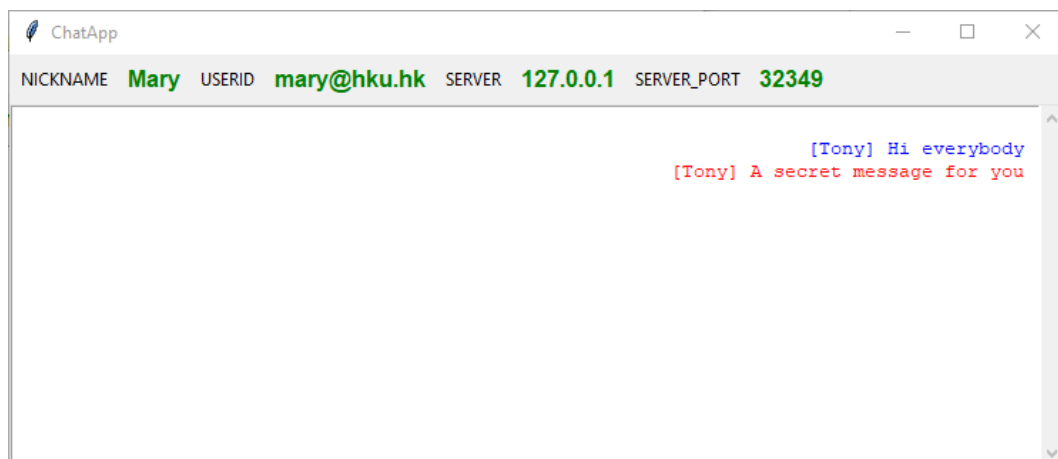 ChatApp
NICKNAME Mary USERID mary@hku.hk SERVER 127.0.0.1 SERVER_PORT 32349
[Tony] Hi everybody
[Tony] A secret message for you